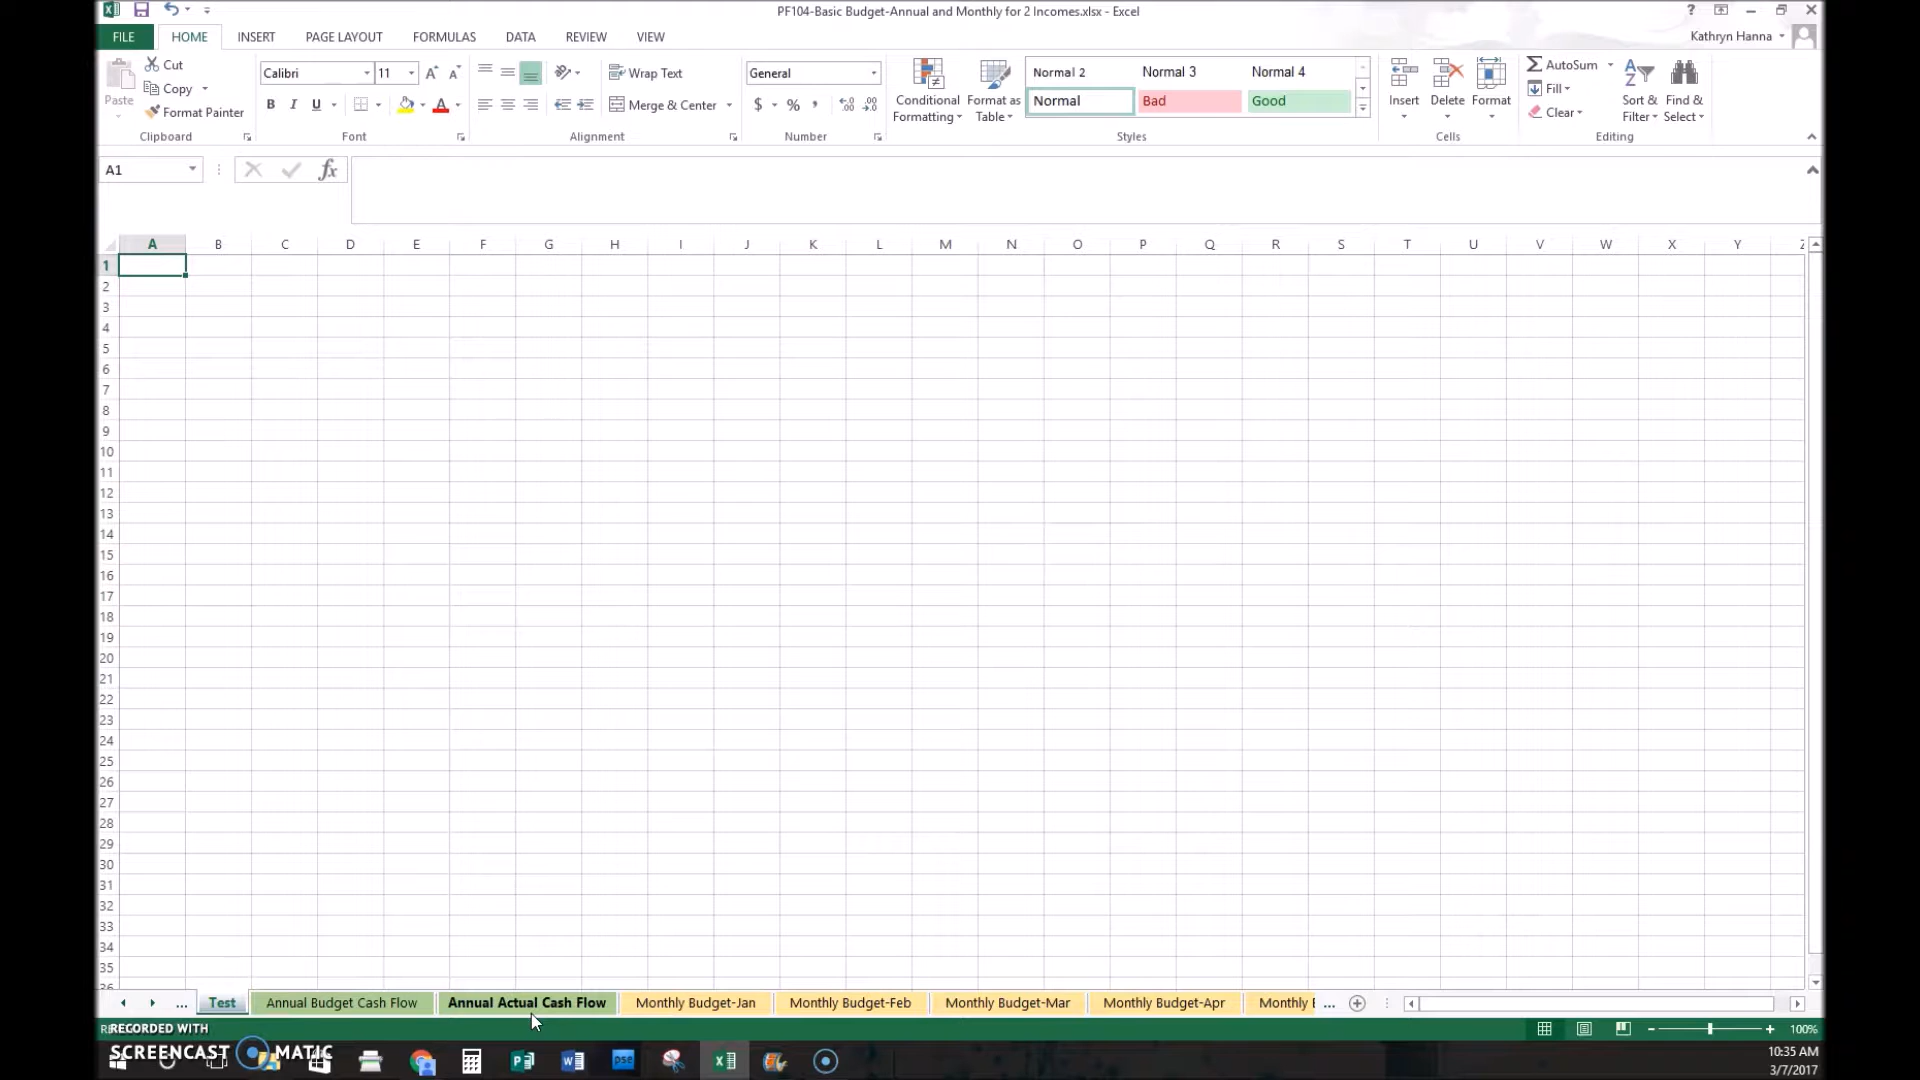 PF104-Basic Budget-Annual and Monthly for 2 Incomes.xlsx - Excel
FILE HOME INSERT PAGE LAYOUT FORMULAS DATA REVIEW VIEW
Kathryn Hanna
Paste
Cut
Copy
Format Painter
Clipboard
Calibri 11
B I U
Font
Wrap Text
Merge & Center
Alignment
General
$ % ,
Number
Conditional Formatting
Format as Table
Normal 2 Normal 3 Normal 4
Normal Bad Good
Styles
Insert Delete Format
Cells
AutoSum
Fill
Clear
Sort & Filter
Find & Select
Editing
A1
fx
A B C D E F G H I J K L M N O P Q R S T U V W X Y Z
1
2
3
4
5
6
7
8
9
10
11
12
13
14
15
16
17
18
19
20
21
22
23
24
25
26
27
28
29
30
31
32
33
34
35
36
... Test Annual Budget Cash Flow Annual Actual Cash Flow Monthly Budget-Jan Monthly Budget-Feb Monthly Budget-Mar Monthly Budget-Apr Monthly ...
RECORDED WITH
100%
SCREENCAST MATIC
pse
10:35 AM
3/7/2017